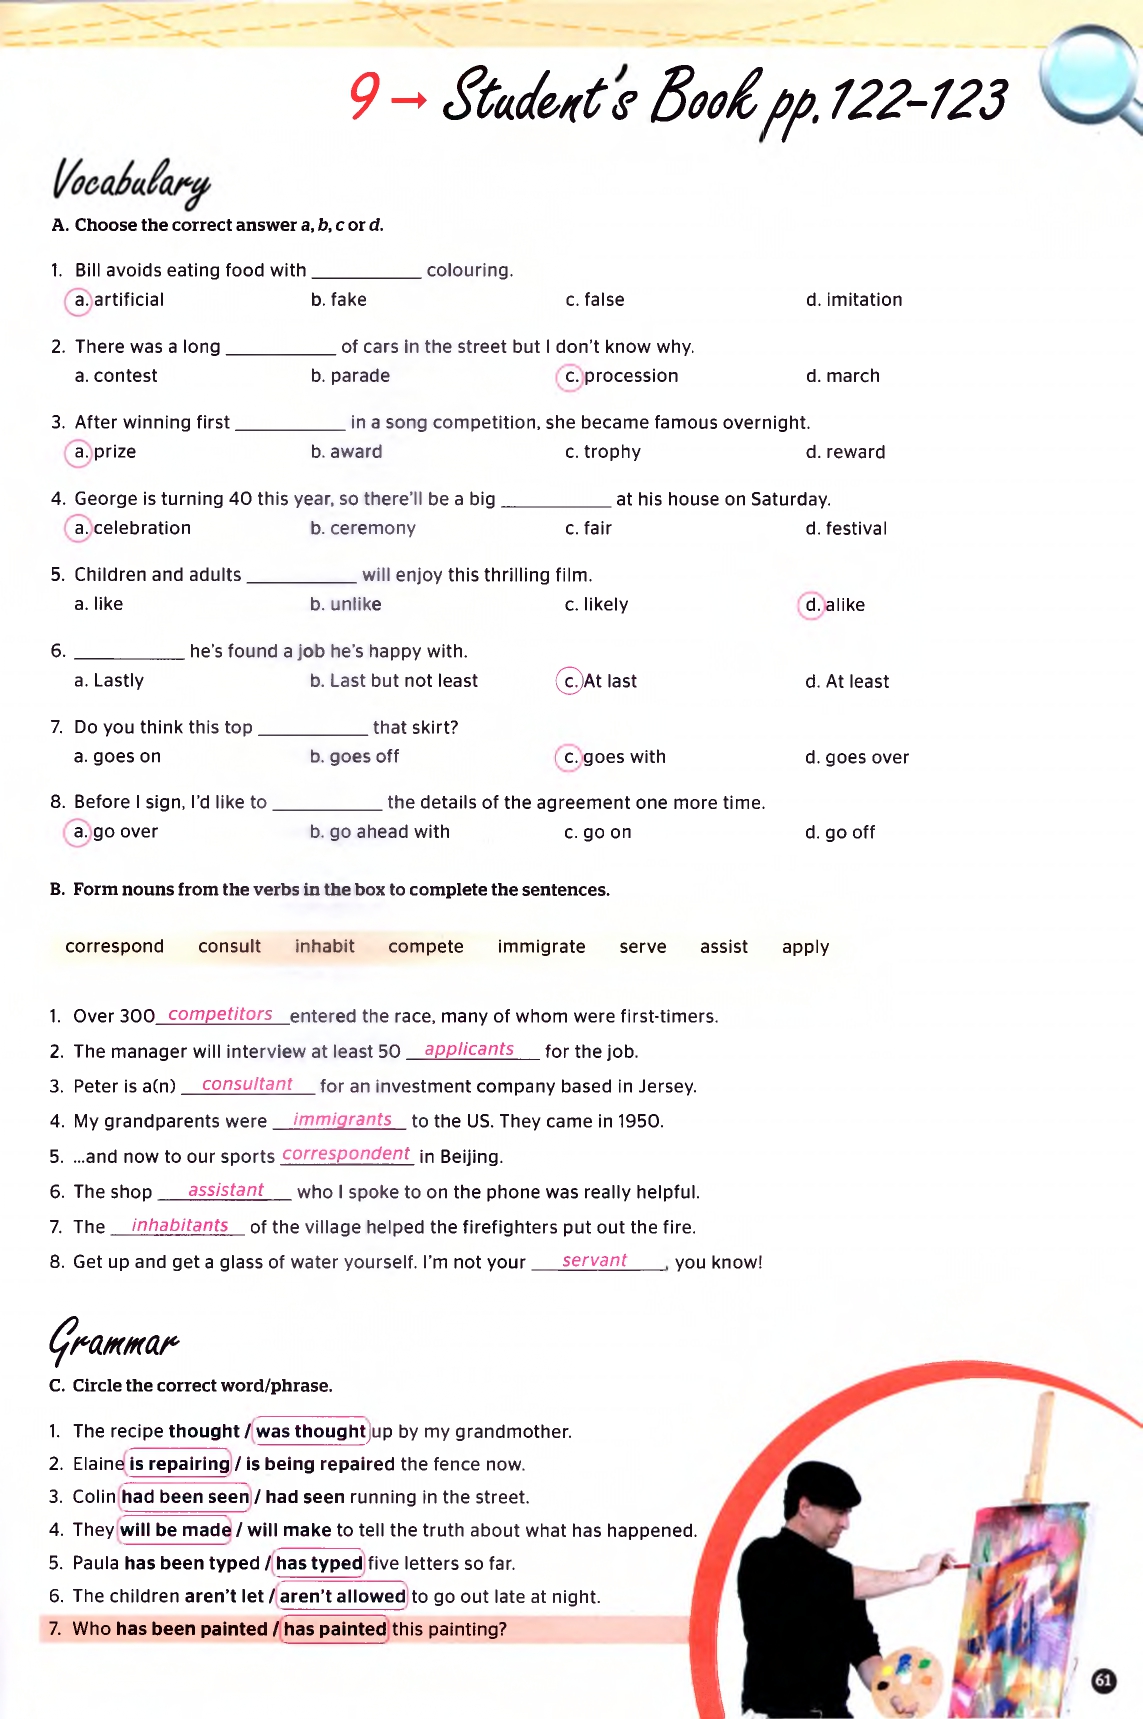 9 → Student's Book pp. 122-123
Vocabulary
A. Choose the correct answer a, b, c or d.
1. Bill avoids eating food with __________ colouring.
a. artificial b. fake c. false d. imitation
2. There was a long __________ of cars in the street but I don't know why.
a. contest b. parade c. procession d. march
3. After winning first __________ in a song competition, she became famous overnight.
a. prize b. award c. trophy d. reward
4. George is turning 40 this year, so there'll be a big __________ at his house on Saturday.
a. celebration b. ceremony c. fair d. festival
5. Children and adults __________ will enjoy this thrilling film.
a. like b. unlike c. likely d. alike
6. __________ he's found a job he's happy with.
a. Lastly b. Last but not least c. At last d. At least
7. Do you think this top __________ that skirt?
a. goes on b. goes off c. goes with d. goes over
8. Before I sign, I'd like to __________ the details of the agreement one more time.
a. go over b. go ahead with c. go on d. go off
B. Form nouns from the verbs in the box to complete the sentences.
correspond consult inhabit compete immigrate serve assist apply
1. Over 300 competitors entered the race, many of whom were first-timers.
2. The manager will interview at least 50 applicants for the job.
3. Peter is a(n) consultant for an investment company based in Jersey.
4. My grandparents were immigrants to the US. They came in 1950.
5. ...and now to our sports correspondent in Beijing.
6. The shop assistant who I spoke to on the phone was really helpful.
7. The inhabitants of the village helped the firefighters put out the fire.
8. Get up and get a glass of water yourself. I'm not your servant, you know!
Grammar
C. Circle the correct word/phrase.
1. The recipe thought / was thought up by my grandmother.
2. Elaine is repairing / is being repaired the fence now.
3. Colin had been seen / had seen running in the street.
4. They will be made / will make to tell the truth about what has happened.
5. Paula has been typed / has typed five letters so far.
6. The children aren't let / aren't allowed to go out late at night.
7. Who has been painted / has painted this painting?
61